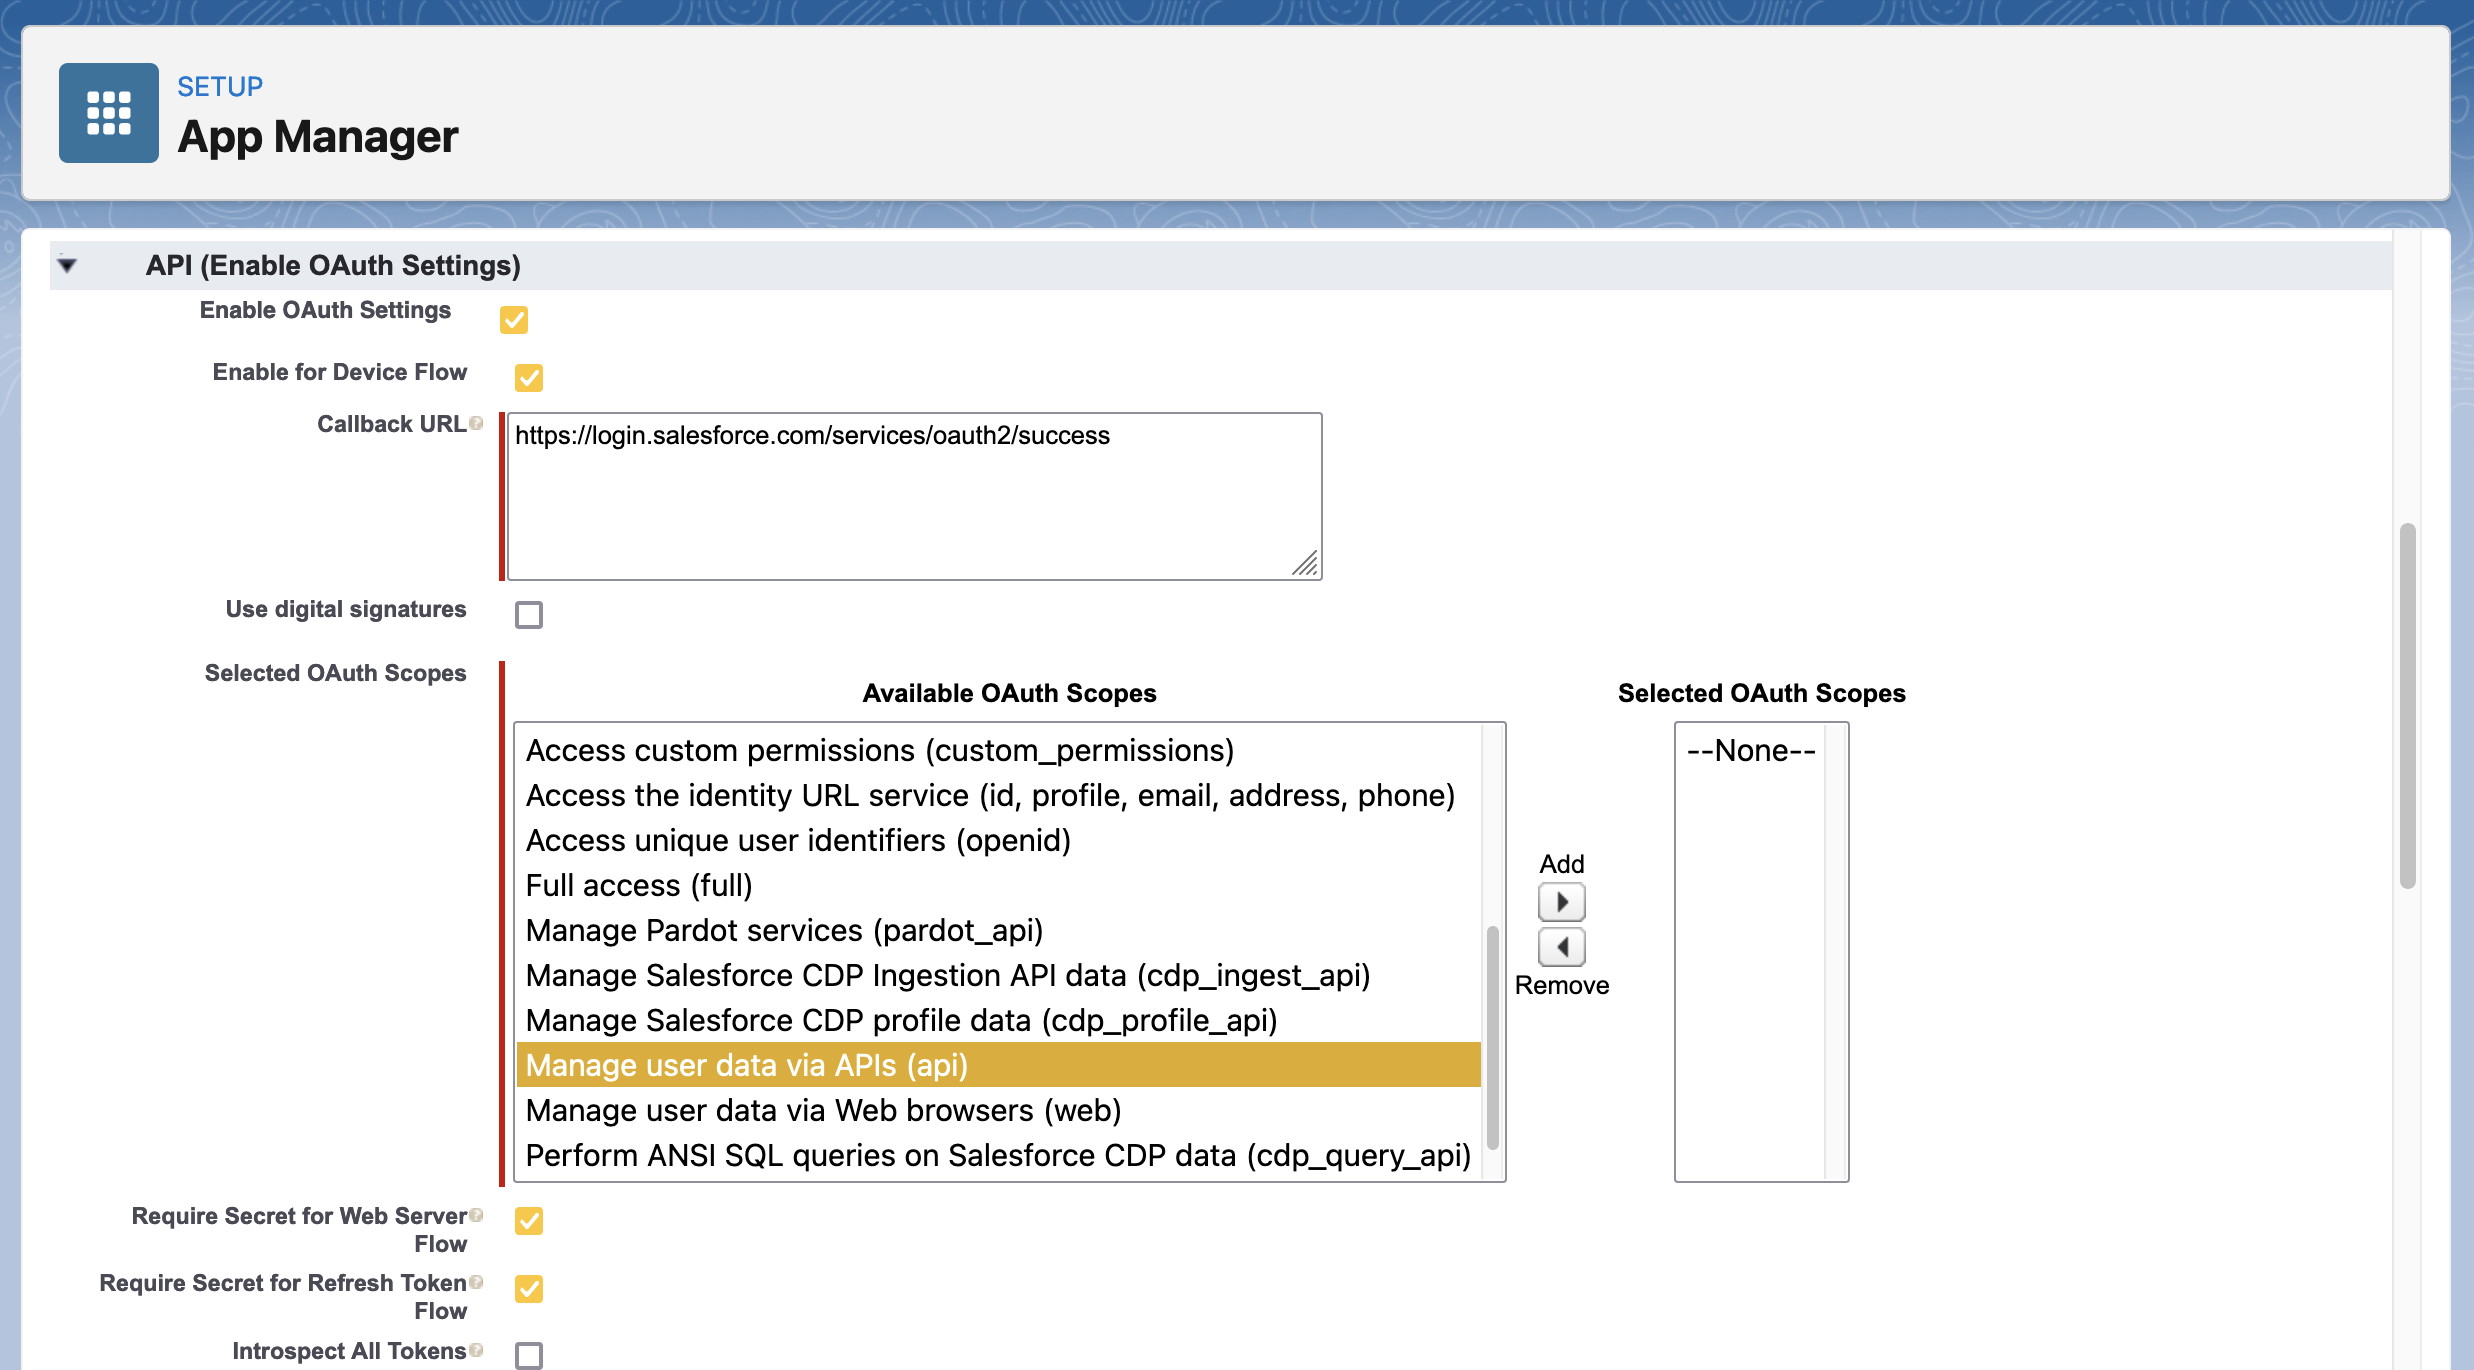 SETUP
App Manager
API (Enable OAuth Settings)
Enable OAuth Settings
Enable for Device Flow
Callback URL
https://login.salesforce.com/services/oauth2/success
Use digital signatures
Selected OAuth Scopes
Available OAuth Scopes
Selected OAuth Scopes
Access custom permissions (custom_permissions)
Access the identity URL service (id, profile, email, address, phone)
Access unique user identifiers (openid)
Full access (full)
Manage Pardot services (pardot_api)
Manage Salesforce CDP Ingestion API data (cdp_ingest_api)
Manage Salesforce CDP profile data (cdp_profile_api)
Manage user data via APIs (api)
Manage user data via Web browsers (web)
Perform ANSI SQL queries on Salesforce CDP data (cdp_query_api)
Add
Remove
--None--
Require Secret for Web Server
Flow
Require Secret for Refresh Token
Flow
Introspect All Tokens